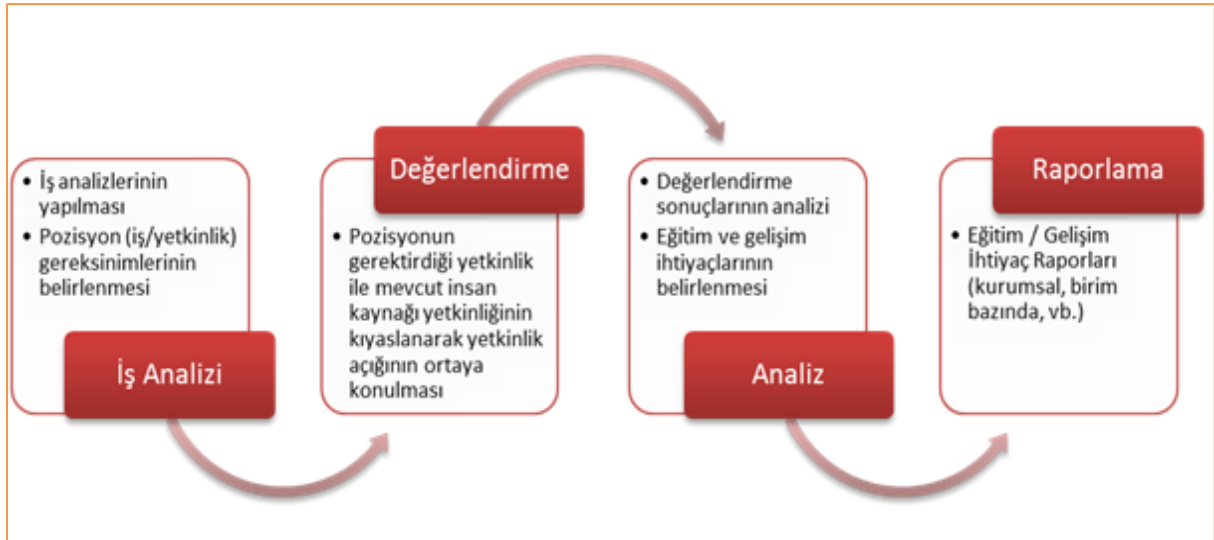 • İş analizlerinin
yapılması
• Pozisyon (iş/yetkinlik)
gereksinimlerinin
belirlenmesi
İş Analizi
Değerlendirme
• Pozisyonun
gerektirdiği yetkinlik
ile mevcut insan
kaynağı yetkinliğinin
kıyaslanarak yetkinlik
açığının ortaya
konulması
• Değerlendirme
sonuçlarının analizi
• Eğitim ve gelişim
ihtiyaçlarının
belirlenmesi
Analiz
Raporlama
• Eğitim / Gelişim
İhtiyaç Raporları
(kurumsal, birim
bazında, vb.)